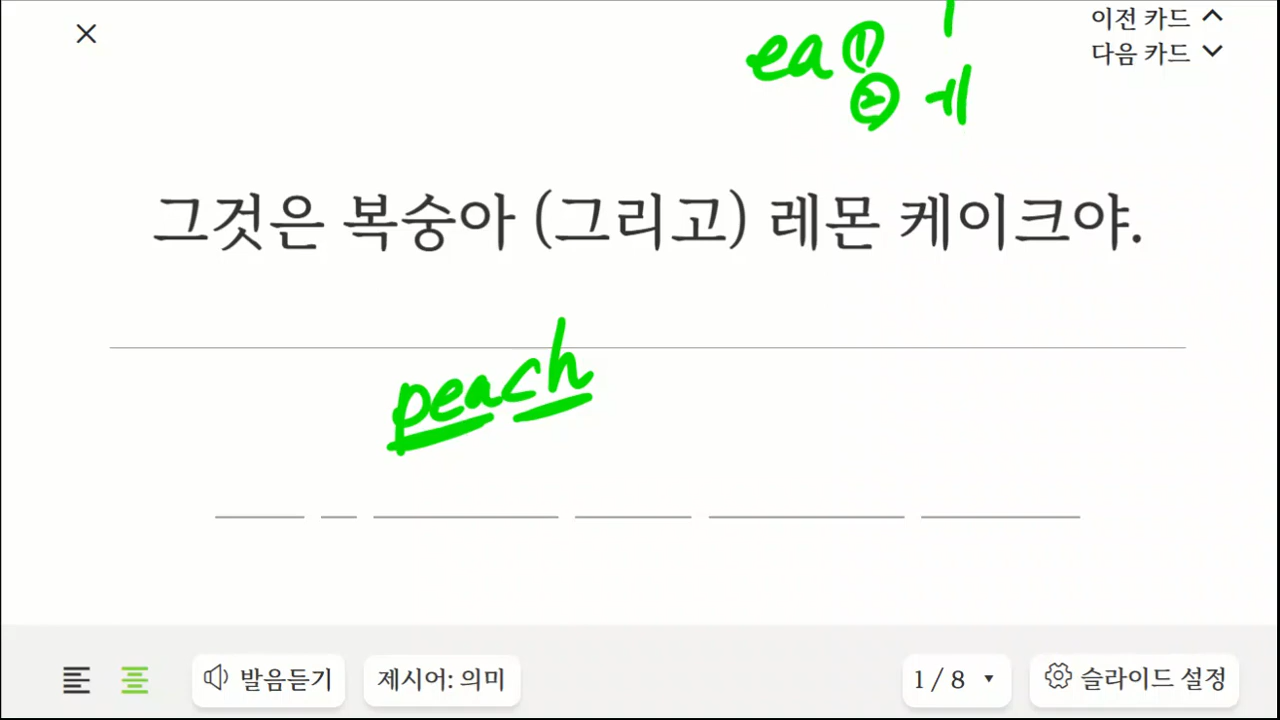 이전 카드
다음 카드
ea ① ㅣ
② ㅔ
그것은 복숭아 (그리고) 레몬 케이크야.
peach
발음듣기
제시어: 의미
1 / 8
슬라이드 설정